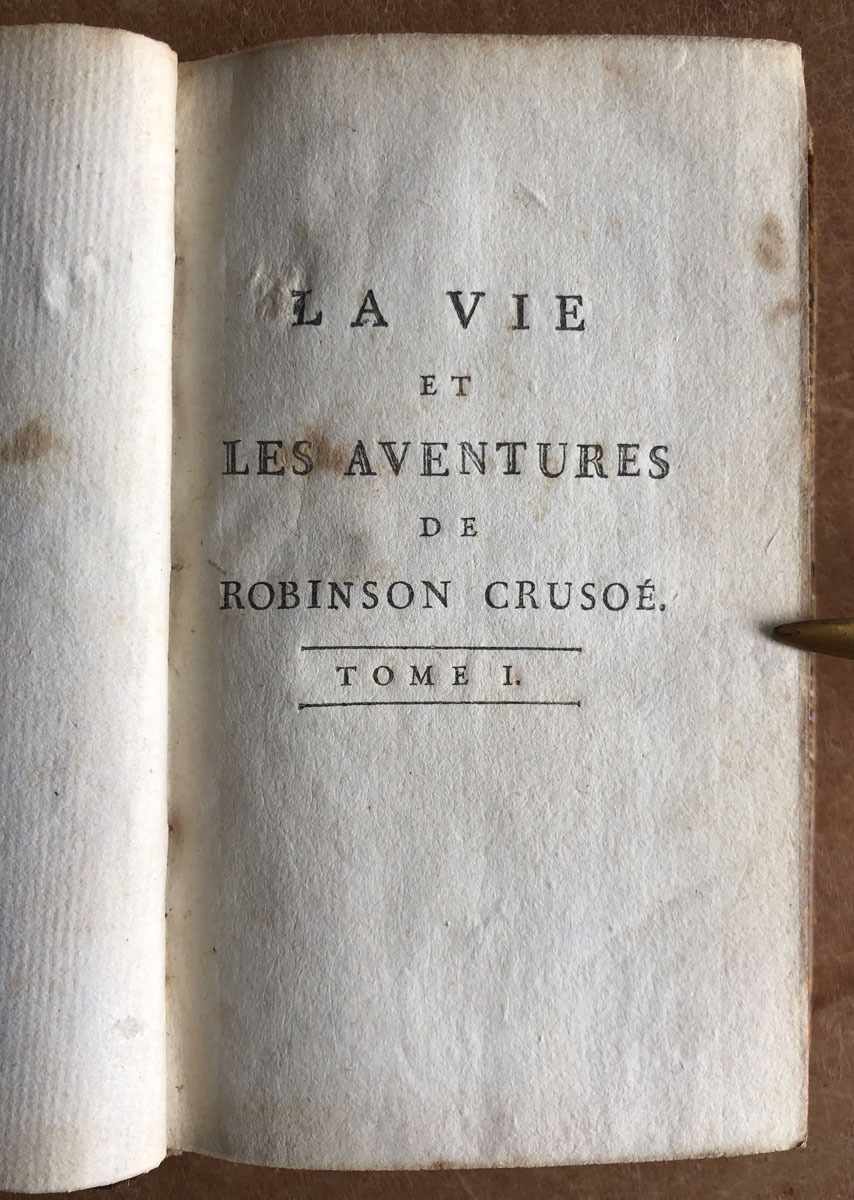 LA VIE
ET
LES AVENTURES
DE
ROBINSON CRUSOÉ.
TOME I.